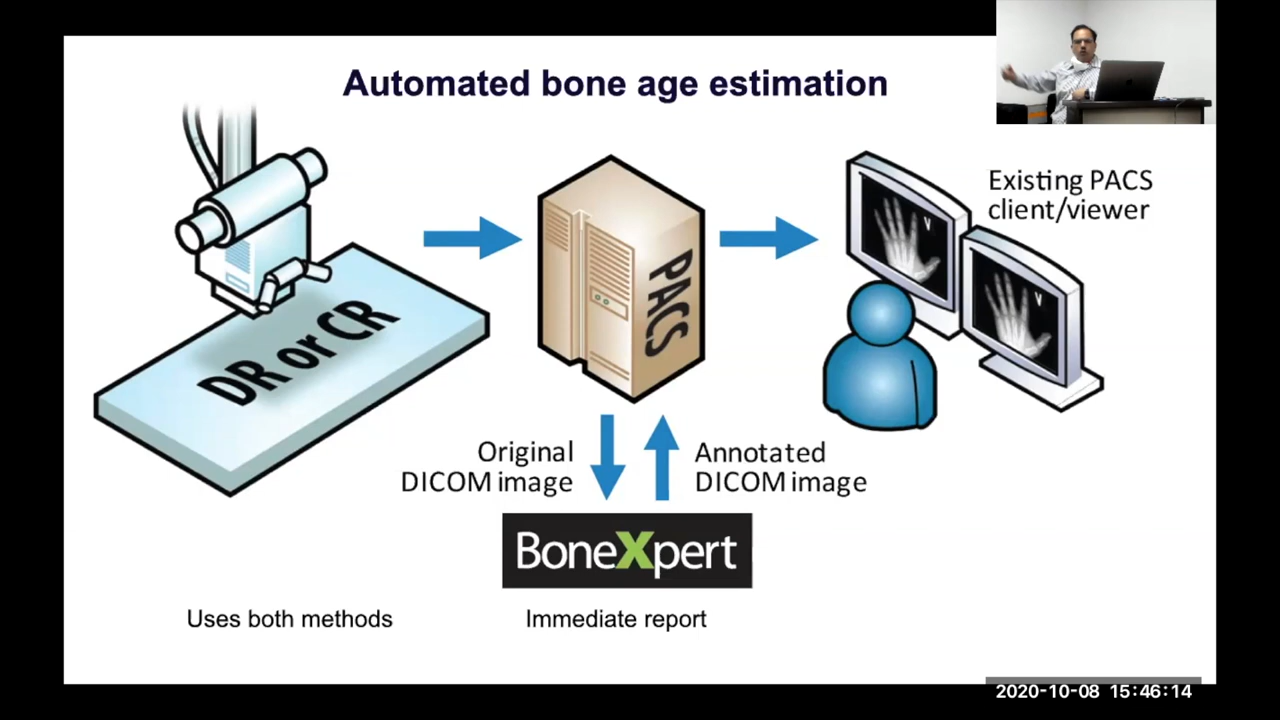 Automated bone age estimation
DR or CR
PACS
Existing PACS
client/viewer
V
V
Original
DICOM image
Annotated
DICOM image
BoneXpert
Uses both methods
Immediate report
2020-10-08 15:46:14